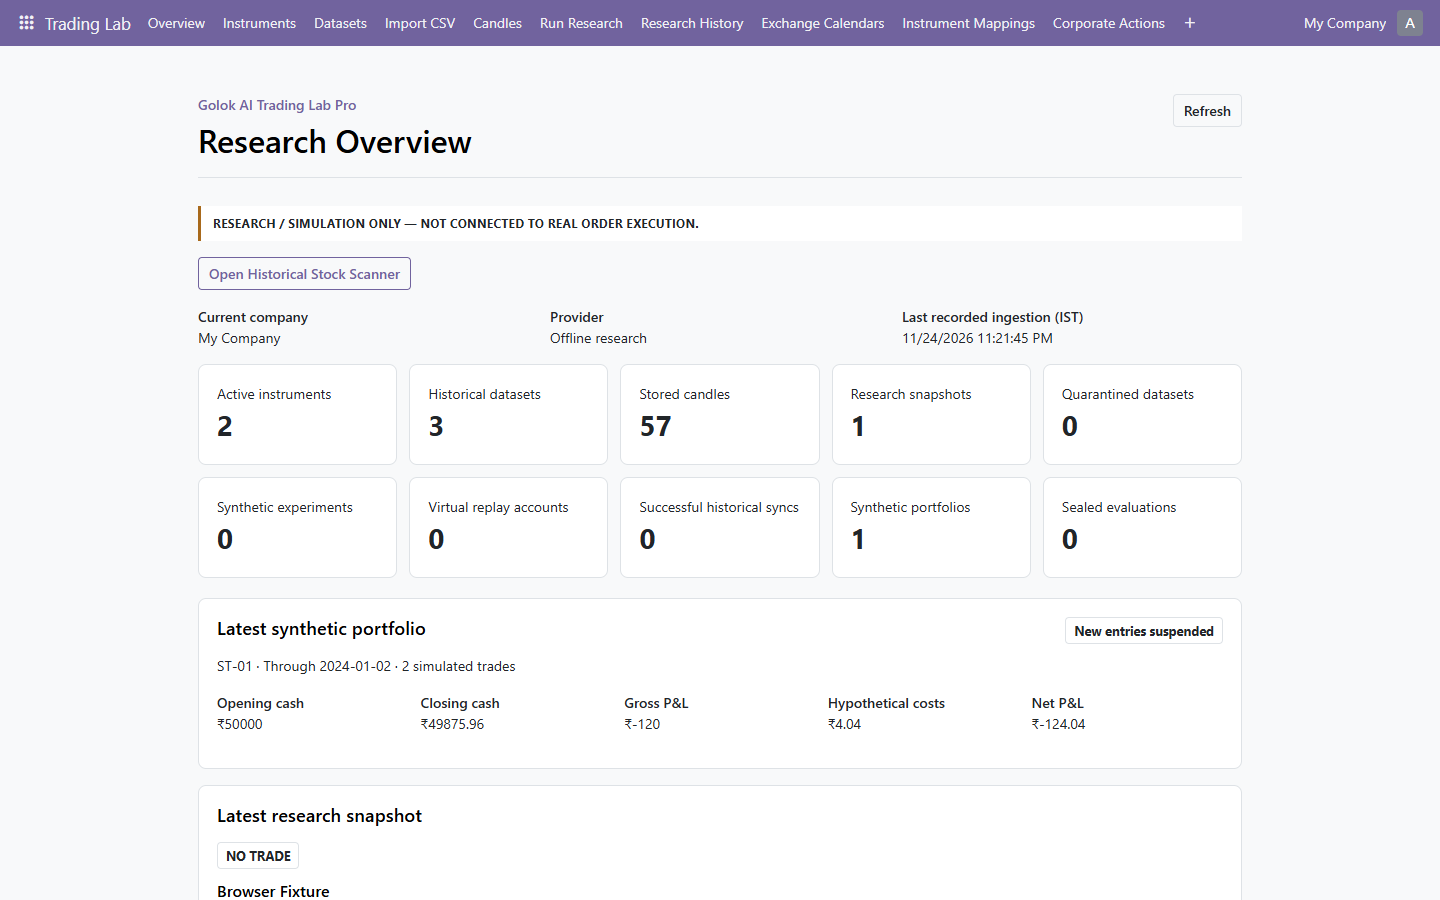 Trading Lab Overview Instruments Datasets Import CSV Candles Run Research Research History Exchange Calendars Instrument Mappings Corporate Actions + My Company A
Golok AI Trading Lab Pro
Refresh
Research Overview
RESEARCH / SIMULATION ONLY — NOT CONNECTED TO REAL ORDER EXECUTION.
Open Historical Stock Scanner
Current company Provider Last recorded ingestion (IST)
My Company Offline research 11/24/2026 11:21:45 PM
Active instruments Historical datasets Stored candles Research snapshots Quarantined datasets
2 3 57 1 0
Synthetic experiments Virtual replay accounts Successful historical syncs Synthetic portfolios Sealed evaluations
0 0 0 1 0
Latest synthetic portfolio New entries suspended
ST-01 · Through 2024-01-02 · 2 simulated trades
Opening cash Closing cash Gross P&L Hypothetical costs Net P&L
₹50000 ₹49875.96 ₹-120 ₹4.04 ₹-124.04
Latest research snapshot
NO TRADE
Browser Fixture